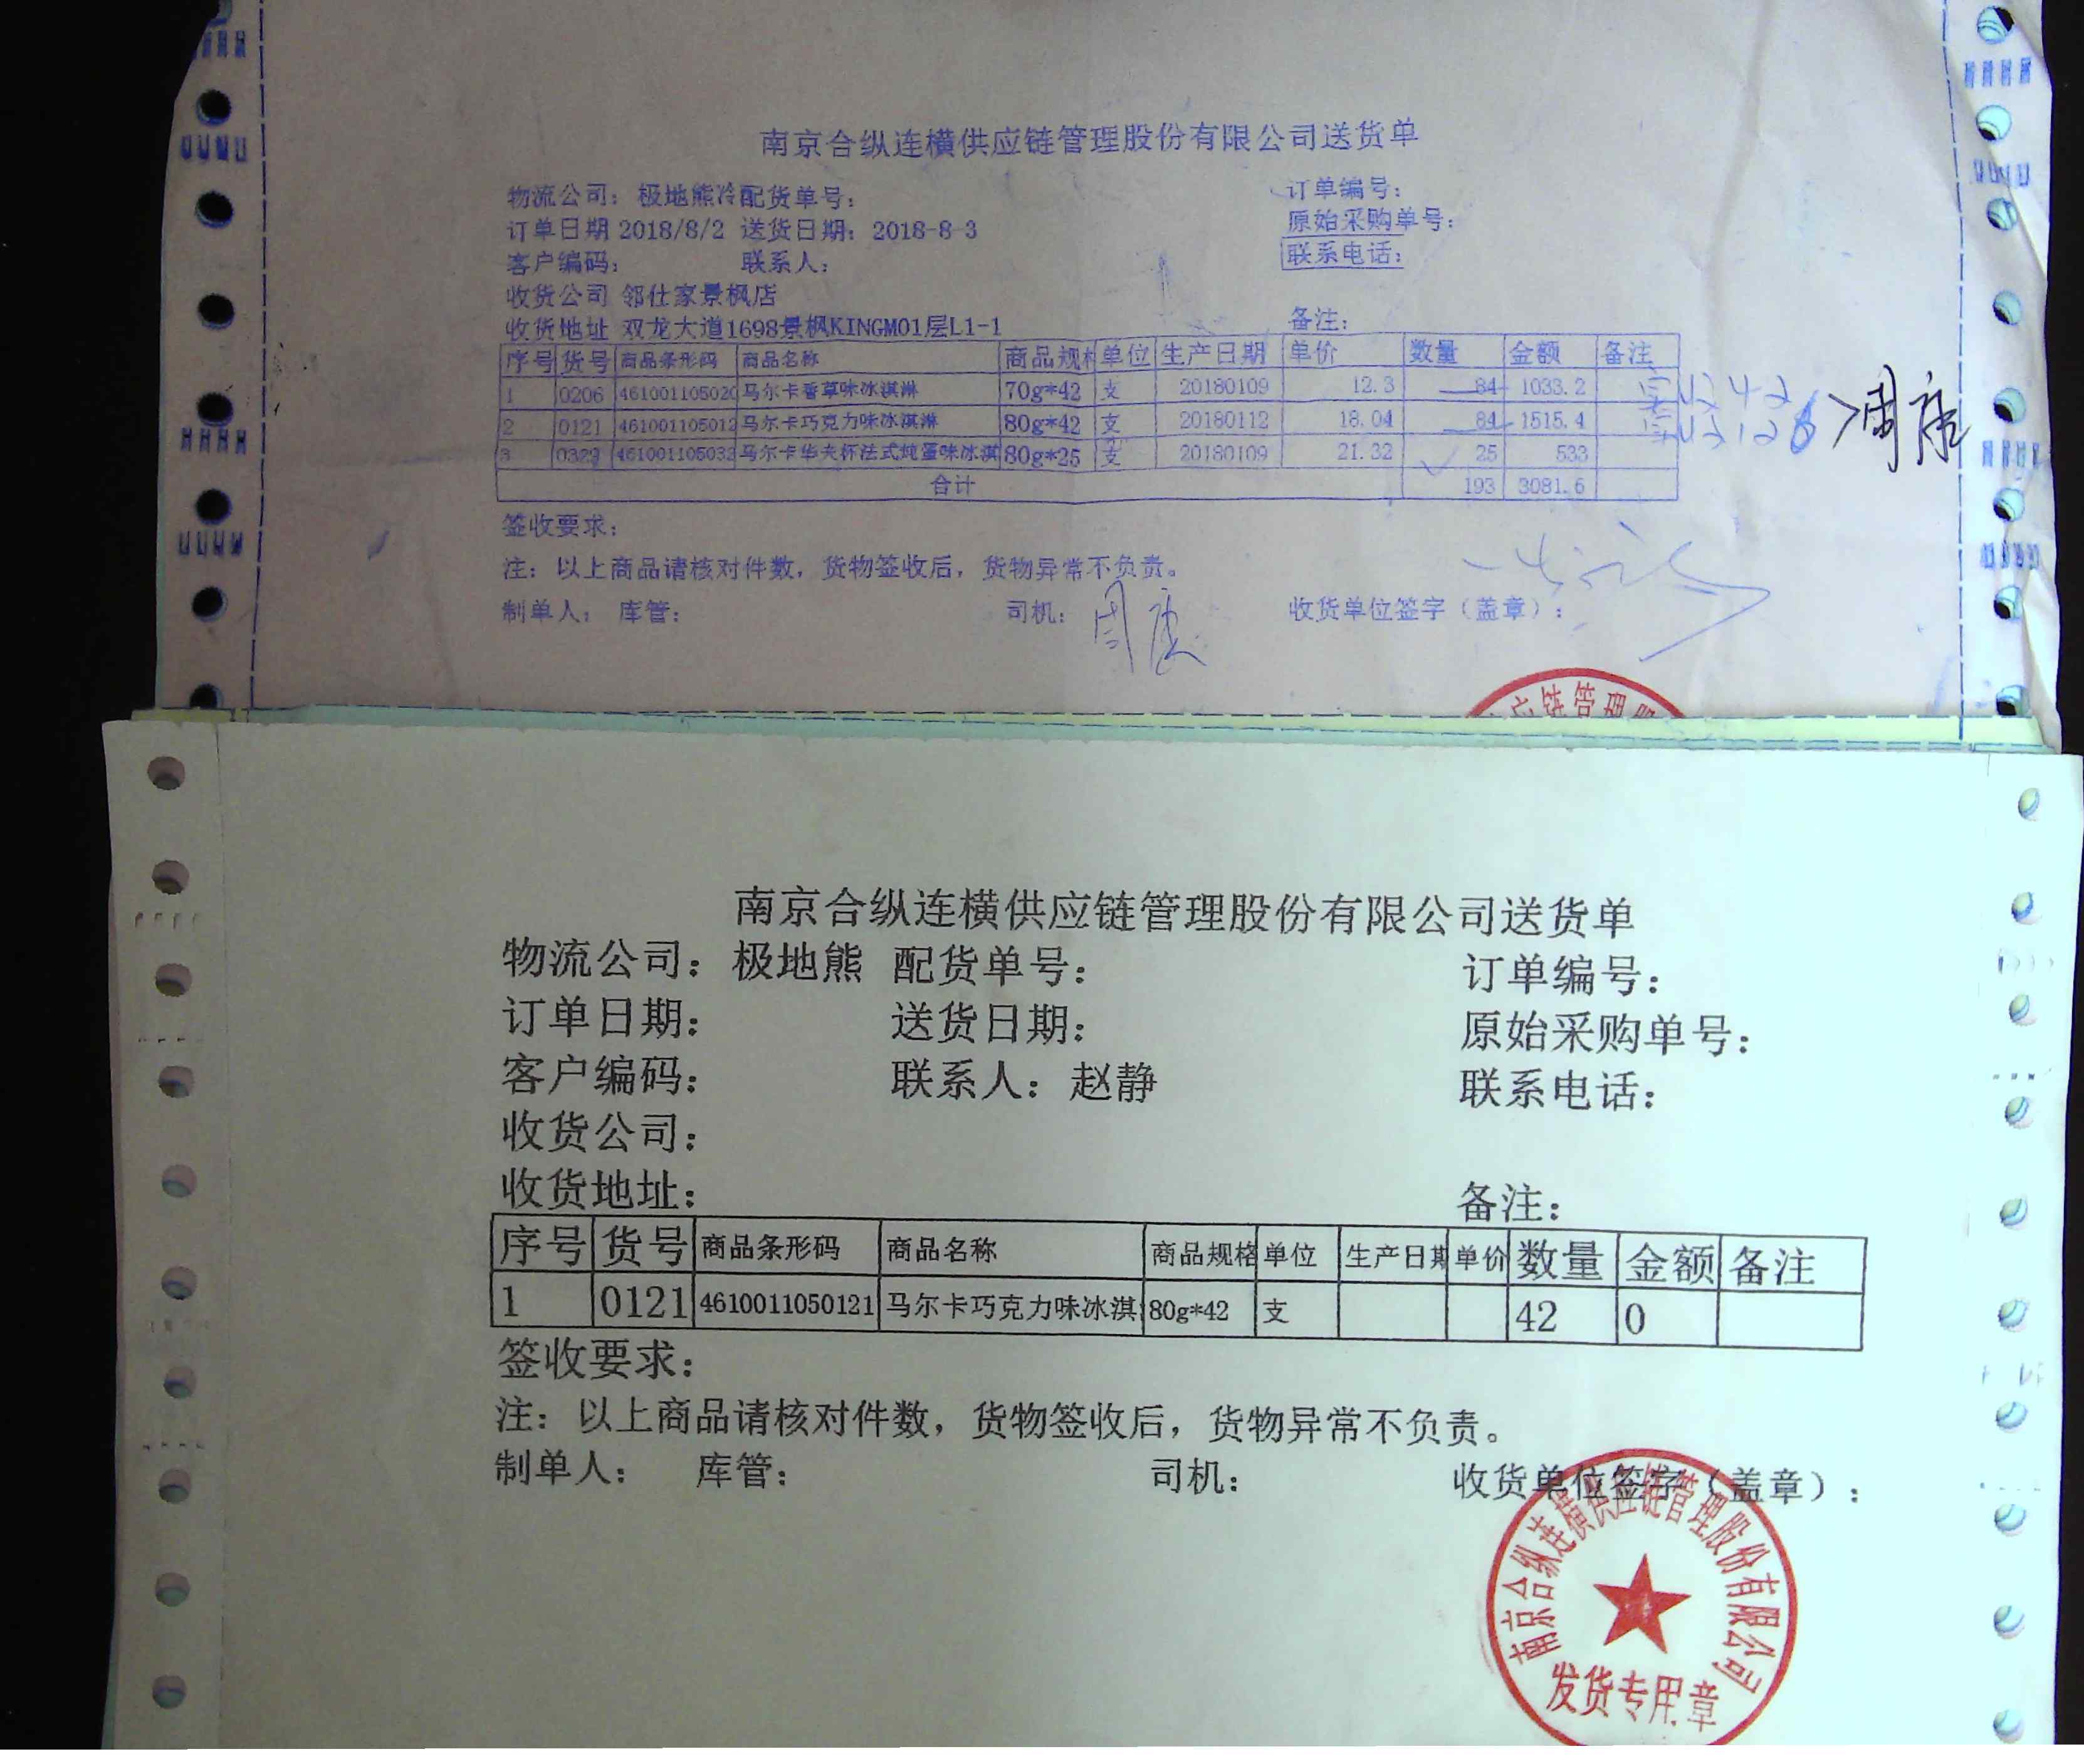 南京合纵连横供应链管理股份有限公司送货单
物流公司: 极地熊冷配货单号: 订单编号:
订单日期 2018/8/2 送货日期: 2018-8-3 原始采购单号:
客户编码: 联系人: 联系电话:
收货公司 邻仕家景枫店
收货地址 双龙大道1698景枫KINGMO1层L1-1 备注:
序号 货号 商品条形码 商品名称 商品规格 单位 生产日期 单价 数量 金额 备注
1 0206 461001105020 马尔卡香草味冰淇淋 70g*42 支 20180109 12.3 84 1033.2
2 0121 461001105012 马尔卡巧克力味冰淇淋 80g*42 支 20180112 18.04 84 1515.4
3 0323 461001105032 马尔卡华夫杯法式炖蛋味冰淇 80g*25 支 20180109 21.32 25 533
合计 193 3081.6
签收要求:
注: 以上商品请核对件数, 货物签收后, 货物异常不负责。
制单人: 库管: 司机: 收货单位签字（盖章）:
南京合纵连横供应链管理股份有限公司送货单
物流公司: 极地熊 配货单号: 订单编号:
订单日期: 送货日期: 原始采购单号:
客户编码: 联系人: 赵静 联系电话:
收货公司:
收货地址: 备注:
序号 货号 商品条形码 商品名称 商品规格 单位 生产日期 单价 数量 金额 备注
1 0121 4610011050121 马尔卡巧克力味冰淇 80g*42 支 42 0
签收要求:
注: 以上商品请核对件数, 货物签收后, 货物异常不负责。
制单人: 库管: 司机: 收货单位签字（盖章）:
南京合纵连横供应链管理股份有限公司
发货专用章